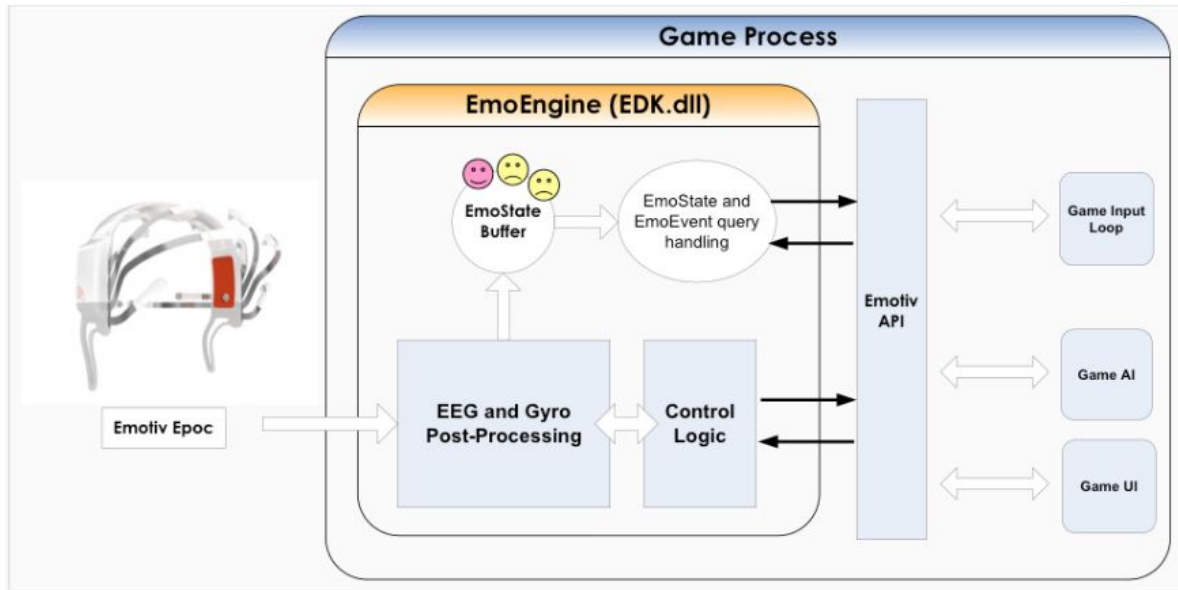 Game Process
EmoEngine (EDK.dll)
EmoState
Buffer
EmoState and
EmoEvent query
handling
Game Input
Loop
Emotiv
API
EEG and Gyro
Post-Processing
Control
Logic
Game AI
Emotiv Epoc
Game UI